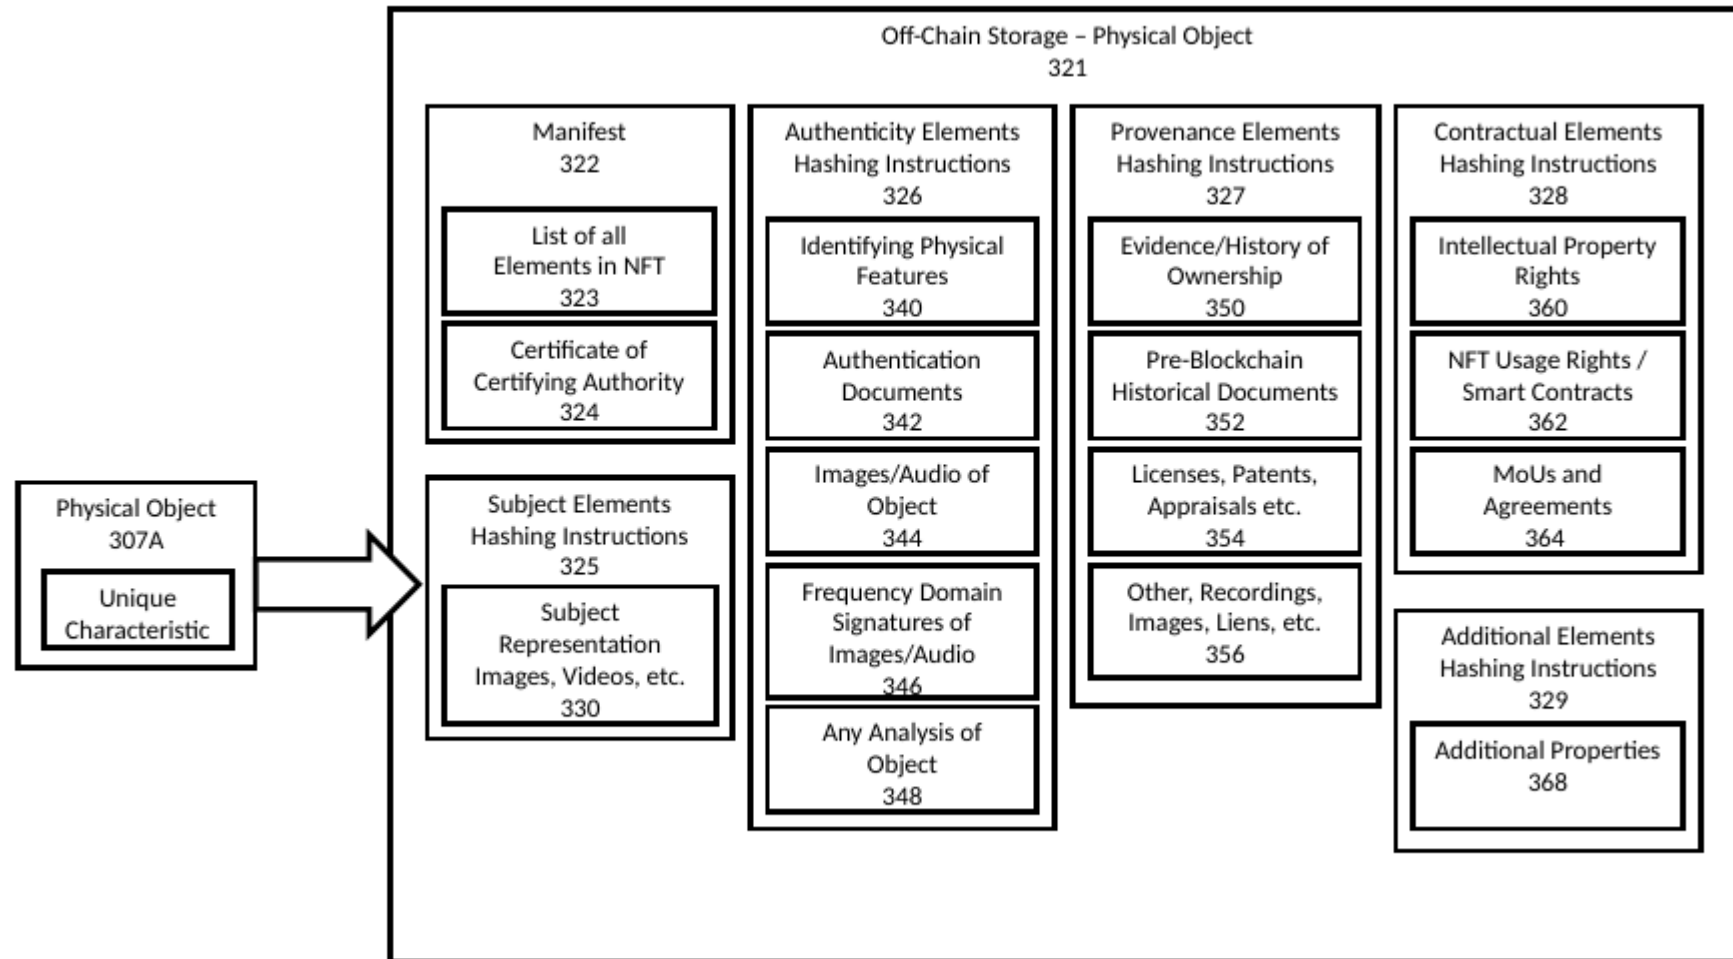 Off-Chain Storage – Physical Object
321
Manifest
322
List of all
Elements in NFT
323
Certificate of
Certifying Authority
324
Subject Elements
Hashing Instructions
325
Subject
Representation
Images, Videos, etc.
330
Authenticity Elements
Hashing Instructions
326
Identifying Physical
Features
340
Authentication
Documents
342
Images/Audio of
Object
344
Frequency Domain
Signatures of
Images/Audio
346
Any Analysis of
Object
348
Provenance Elements
Hashing Instructions
327
Evidence/History of
Ownership
350
Pre-Blockchain
Historical Documents
352
Licenses, Patents,
Appraisals etc.
354
Other, Recordings,
Images, Liens, etc.
356
Contractual Elements
Hashing Instructions
328
Intellectual Property
Rights
360
NFT Usage Rights /
Smart Contracts
362
MoUs and
Agreements
364
Additional Elements
Hashing Instructions
329
Additional Properties
368
Physical Object
307A
Unique
Characteristic